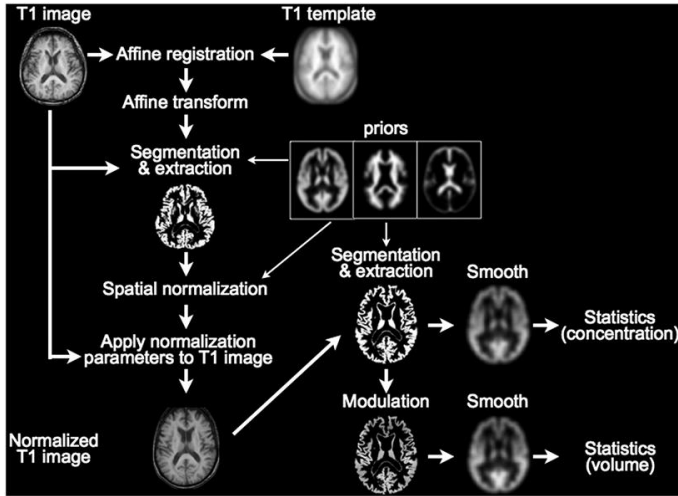 T1 image
T1 template
Affine registration
Affine transform
priors
Segmentation
& extraction
Spatial normalization
Apply normalization
parameters to T1 image
Normalized
T1 image
Segmentation
& extraction
Smooth
Statistics
(concentration)
Modulation
Smooth
Statistics
(volume)